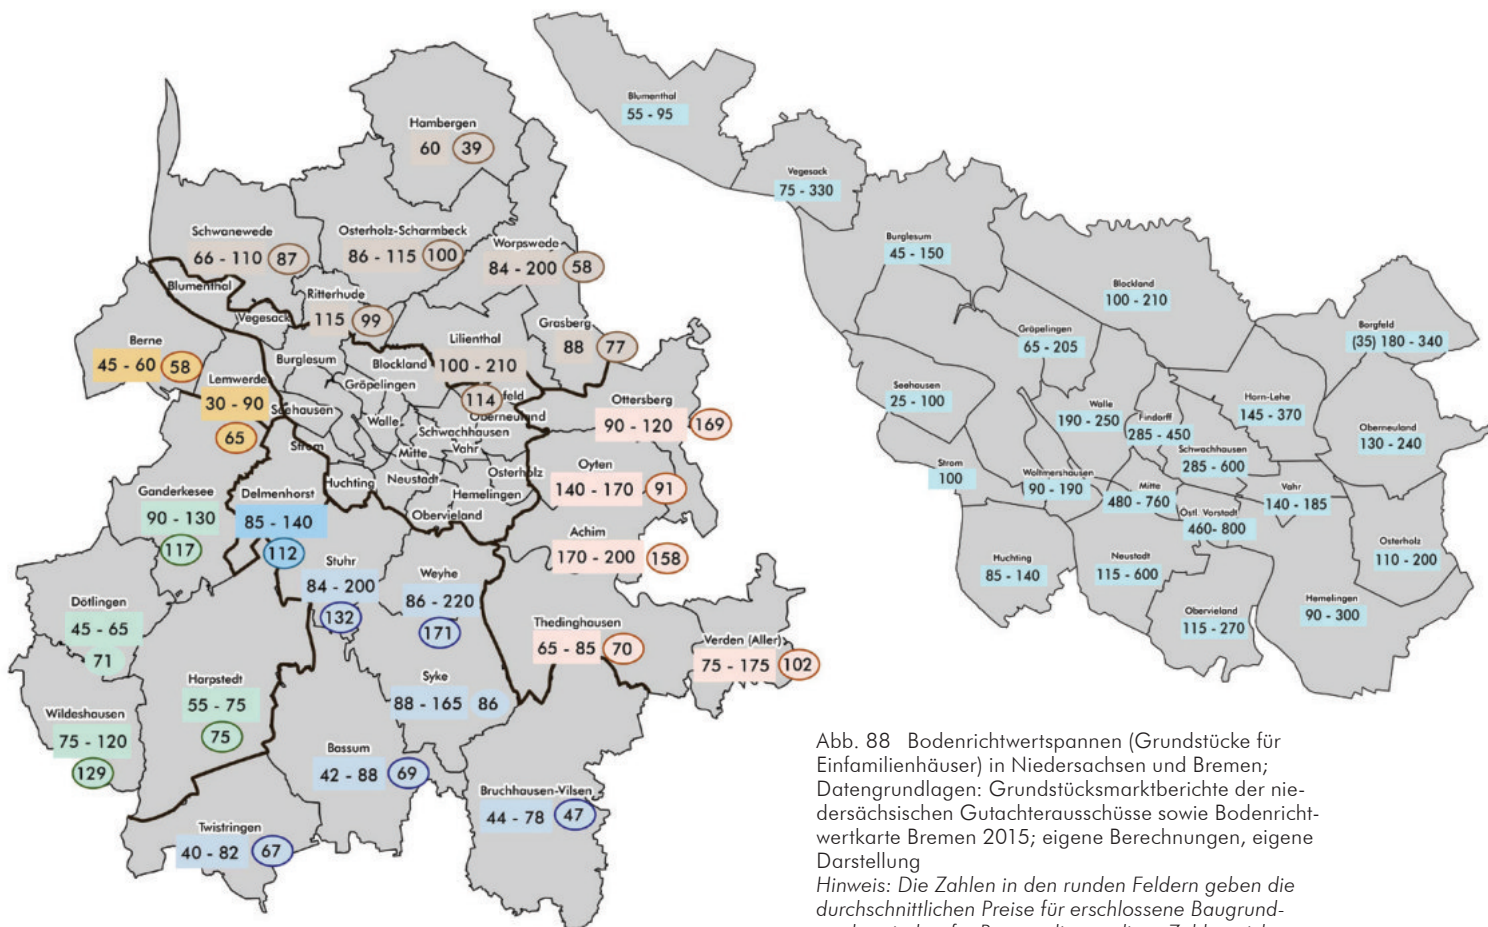 Hambergen
60 39
Schwanewede
66 - 110 87
Osterholz-Scharmbeck
86 - 115 100
Worpswede
84 - 200 58
Blumenthal
Vegesack
Ritterhude
115 99
Lilienthal
100 - 210
114
Grasberg
88 77
Berne
45 - 60 58
Lemwerder
30 - 90
65
Burglesum
Blockland
Gröpelingen
Seehausen
Walle
feld
Oberneuland
Schwachhausen
Vahr
Strom
Mitte
Huchting
Neustadt
Osterholz
Hemelingen
Obervieland
Ottersberg
90 - 120 169
Oyten
140 - 170 91
Achim
170 - 200 158
Ganderkesee
90 - 130
117
Delmenhorst
85 - 140
112
Stuhr
84 - 200
132
Weyhe
86 - 220
171
Dötlingen
45 - 65
71
Thedinghausen
65 - 85 70
Verden (Aller)
75 - 175 102
Harpstedt
55 - 75
75
Syke
88 - 165 86
Wildeshausen
75 - 120
129
Bassum
42 - 88 69
Bruchhausen-Vilsen
44 - 78 47
Twistringen
40 - 82 67
Blumenthal
55 - 95
Vegesack
75 - 330
Burglesum
45 - 150
Blockland
100 - 210
Borgfeld
(35) 180 - 340
Gröpelingen
65 - 205
Seehausen
25 - 100
Walle
190 - 250
Findorff
285 - 450
Horn-Lehe
145 - 370
Oberneuland
130 - 240
Schwachhausen
285 - 600
Strom
100
Woltmershausen
90 - 190
Mitte
480 - 760
Vahr
140 - 185
Östl. Vorstadt
460- 800
Osterholz
110 - 200
Huchting
85 - 140
Neustadt
115 - 600
Obervieland
115 - 270
Hemelingen
90 - 300
Abb. 88 Bodenrichtwertspannen (Grundstücke für
Einfamilienhäuser) in Niedersachsen und Bremen;
Datengrundlagen: Grundstücksmarktberichte der nie-
dersächsischen Gutachterausschüsse sowie Bodenricht-
wertkarte Bremen 2015; eigene Berechnungen, eigene
Darstellung
Hinweis: Die Zahlen in den runden Feldern geben die
durchschnittlichen Preise für erschlossene Baugrund-